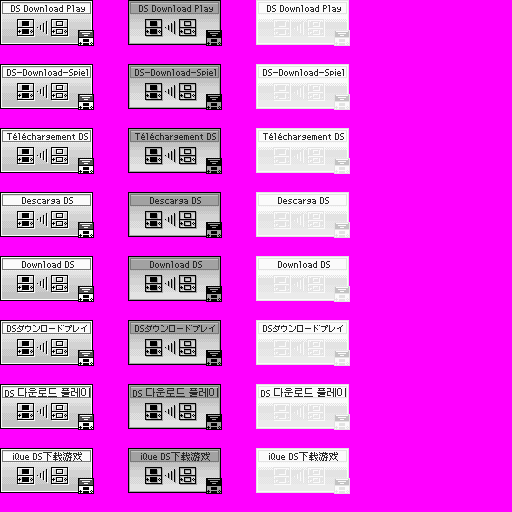 DS Download Play DS Download Play DS Download Play
DS-Download-Spiel DS-Download-Spiel DS-Download-Spiel
Téléchargement DS Téléchargement DS Téléchargement DS
Descarga DS Descarga DS Descarga DS
Download DS Download DS Download DS
DSダウンロードプレイ DSダウンロードプレイ DSダウンロードプレイ
DS 다운로드 플레이 DS 다운로드 플레이 DS 다운로드 플레이
iQue DS下载游戏 iQue DS下载游戏 iQue DS下载游戏